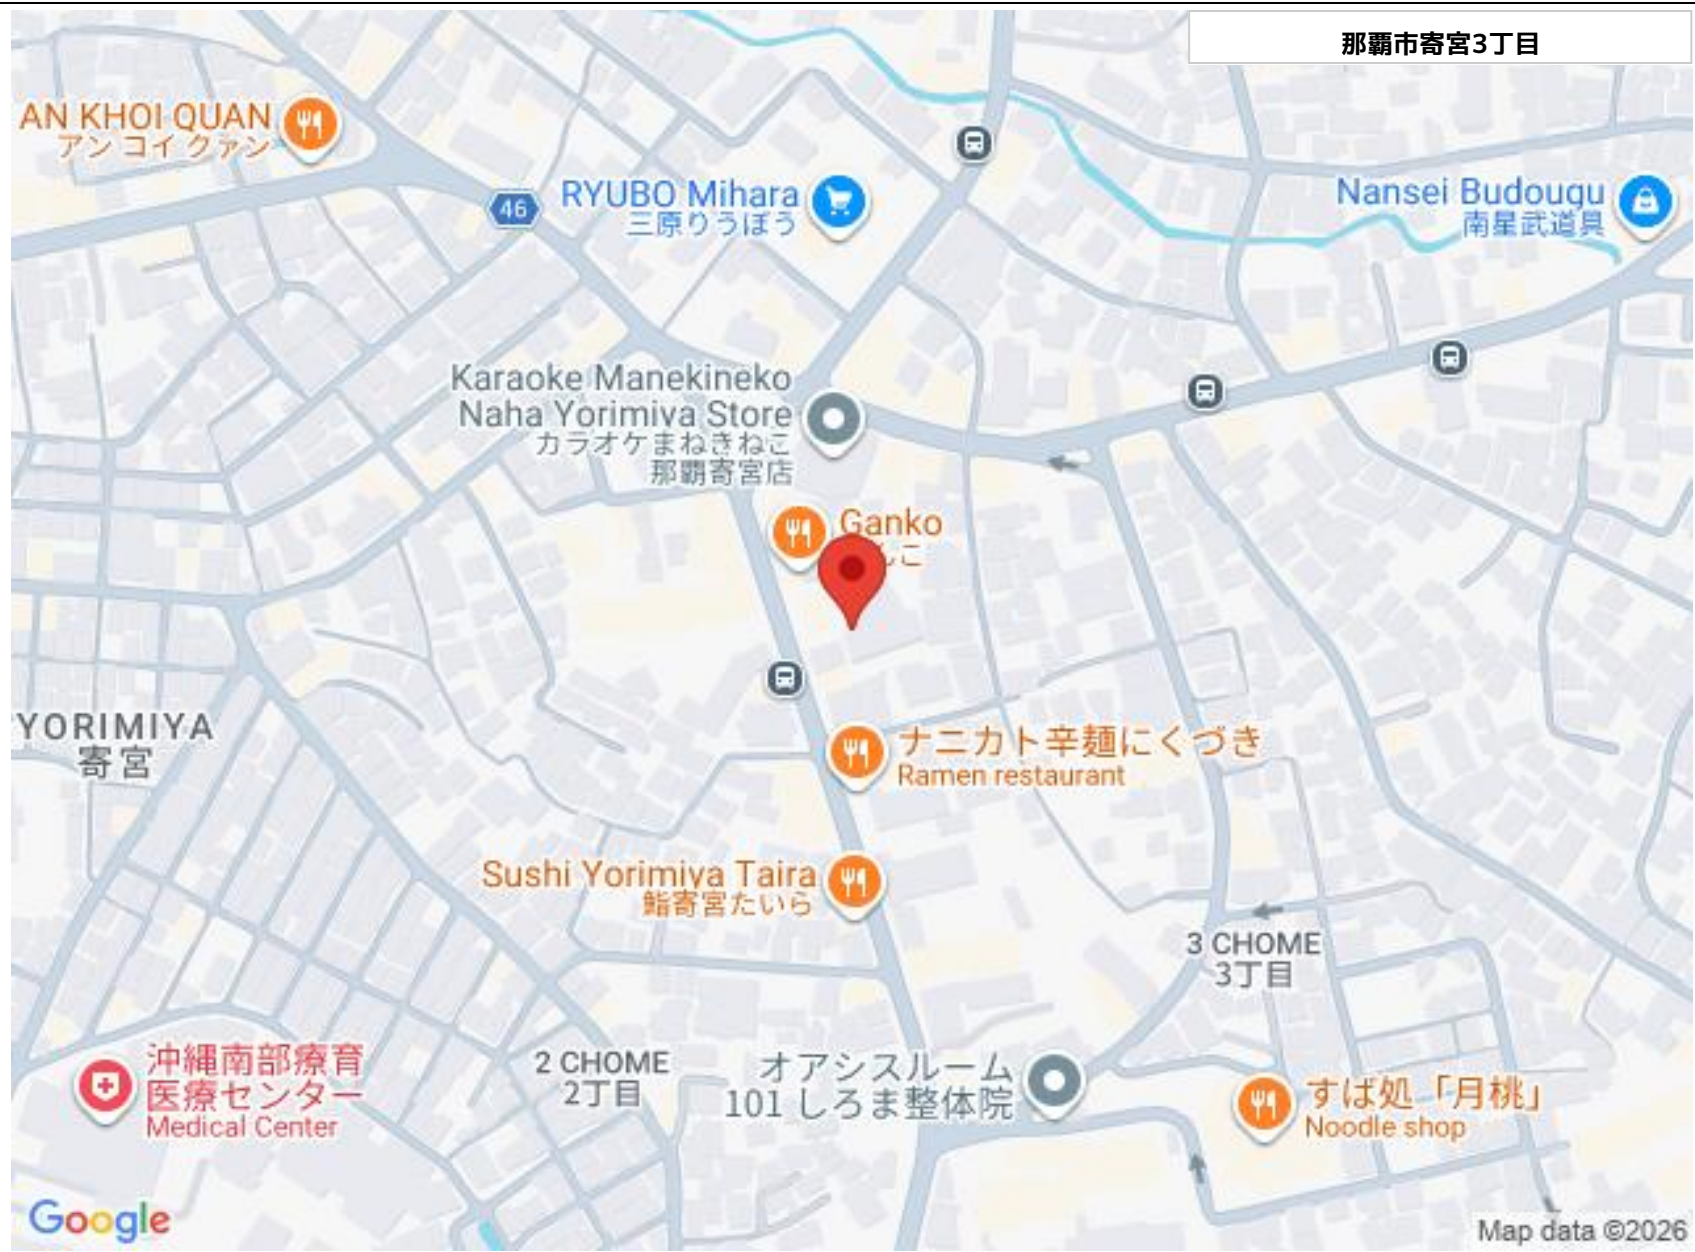 那覇市寄宮3丁目
AN KHOI QUAN
アン コイ クァン
46
RYUBO Mihara
三原りうぼう
Nansei Budougu
南星武道具
Karaoke Manekineko
Naha Yorimiya Store
カラオケまねきねこ
那覇寄宮店
Ganko
んこ
YORIMIYA
寄宮
ナニカト辛麺にくづき
Ramen restaurant
Sushi Yorimiya Taira
鮨寄宮たいら
3 CHOME
3丁目
沖縄南部療育
医療センター
Medical Center
2 CHOME
2丁目
オアシスルーム
101 しろま整体院
すば処「月桃」
Noodle shop
Google
Map data ©2026